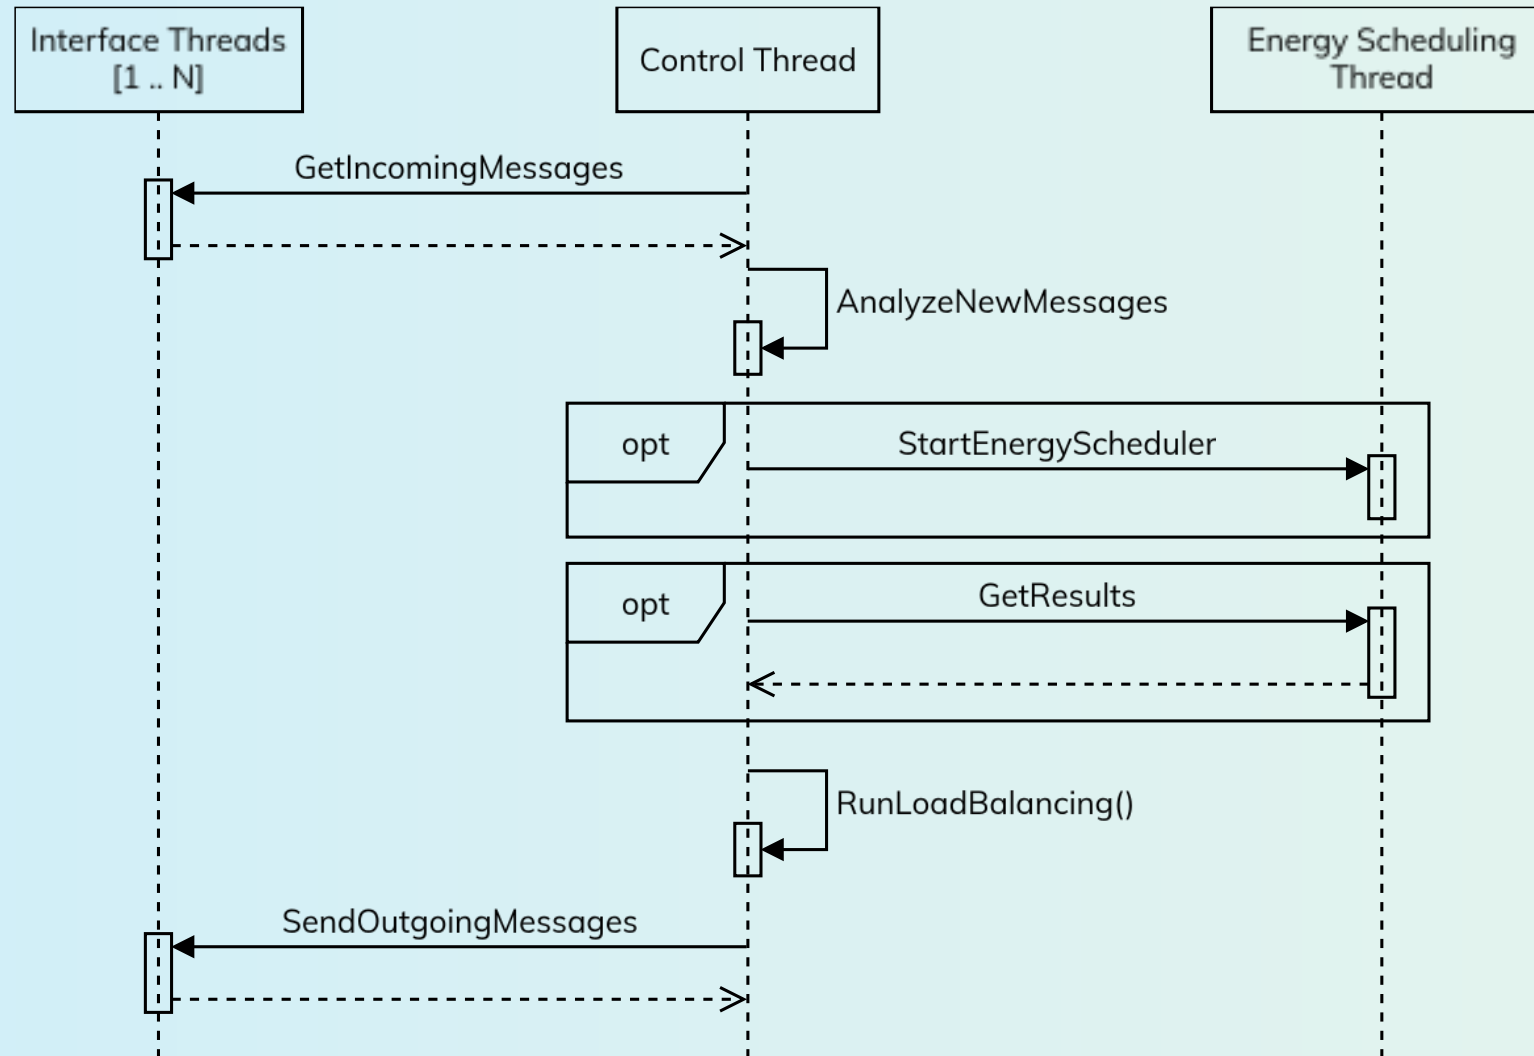 Interface Threads
[1 .. N]
Control Thread
Energy Scheduling
Thread
GetIncomingMessages
AnalyzeNewMessages
opt
StartEnergyScheduler
opt
GetResults
RunLoadBalancing()
SendOutgoingMessages